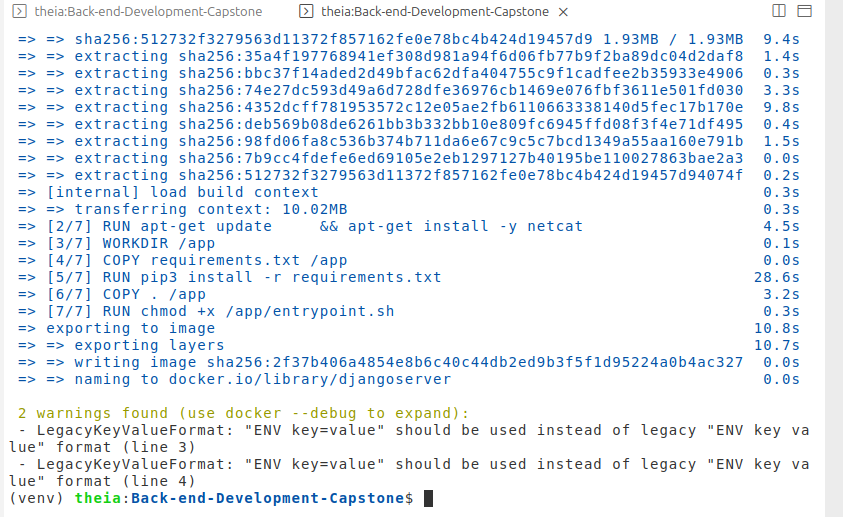 theia:Back-end-Development-Capstone theia:Back-end-Development-Capstone ×
=> => sha256:512732f3279563d11372f857162fe0e78bc4b424d19457d9 1.93MB / 1.93MB 9.4s
=> => extracting sha256:35a4f197768941ef308d981a94f6d06fb77b9f2ba89dc04d2daf8 1.4s
=> => extracting sha256:bbc37f14aded2d49bfac62dfa404755c9f1cadfee2b35933e4906 0.3s
=> => extracting sha256:74e27dc593d49a6d728dfe36976cb1469e076fbf3611e501fd030 3.3s
=> => extracting sha256:4352dcff781953572c12e05ae2fb6110663338140d5fec17b170e 9.8s
=> => extracting sha256:deb569b08de6261bb3b332bb10e809fc6945ffd08f3f4e71df495 0.4s
=> => extracting sha256:98fd06fa8c536b374b711da6e67c9c5c7bcd1349a55aa160e791b 1.5s
=> => extracting sha256:7b9cc4fdefe6ed69105e2eb1297127b40195be110027863bae2a3 0.0s
=> => extracting sha256:512732f3279563d11372f857162fe0e78bc4b424d19457d94074f 0.2s
=> [internal] load build context 0.3s
=> => transferring context: 10.02MB 0.3s
=> [2/7] RUN apt-get update     && apt-get install -y netcat 4.5s
=> [3/7] WORKDIR /app 0.1s
=> [4/7] COPY requirements.txt /app 0.0s
=> [5/7] RUN pip3 install -r requirements.txt 28.6s
=> [6/7] COPY . /app 3.2s
=> [7/7] RUN chmod +x /app/entrypoint.sh 0.3s
=> exporting to image 10.8s
=> => exporting layers 10.7s
=> => writing image sha256:2f37b406a4854e8b6c40c44db2ed9b3f5f1d95224a0b4ac327 0.0s
=> => naming to docker.io/library/djangoserver 0.0s
2 warnings found (use docker --debug to expand):
- LegacyKeyValueFormat: "ENV key=value" should be used instead of legacy "ENV key va
lue" format (line 3)
- LegacyKeyValueFormat: "ENV key=value" should be used instead of legacy "ENV key va
lue" format (line 4)
(venv) theia:Back-end-Development-Capstone$